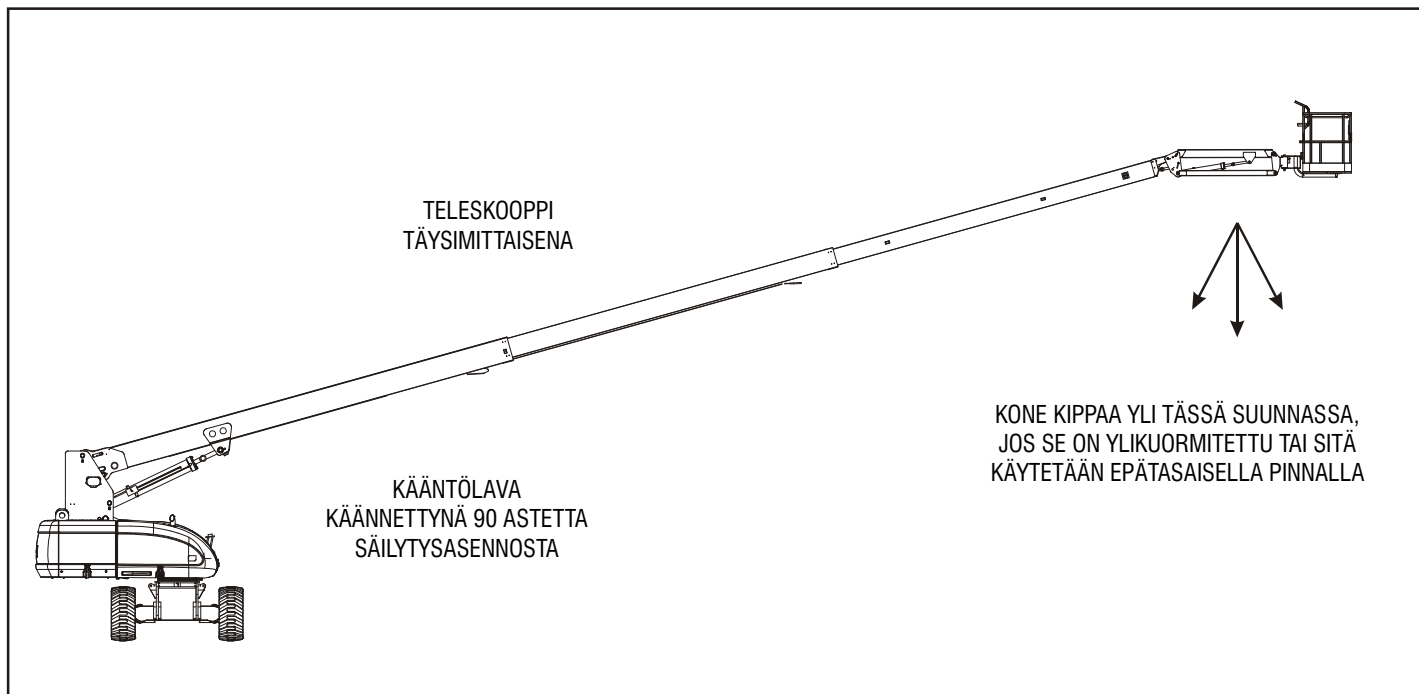 TELESKOOPPI
TÄYSIMITTAISENA
KONE KIPPAA YLI TÄSSÄ SUUNNASSA,
JOS SE ON YLIKUORMITETTU TAI SITÄ
KÄYTETÄÄN EPÄTASAISELLA PINNALLA
KÄÄNTÖLAVA
KÄÄNNETTYNÄ 90 ASTETTA
SÄILYTYSASENNOSTA